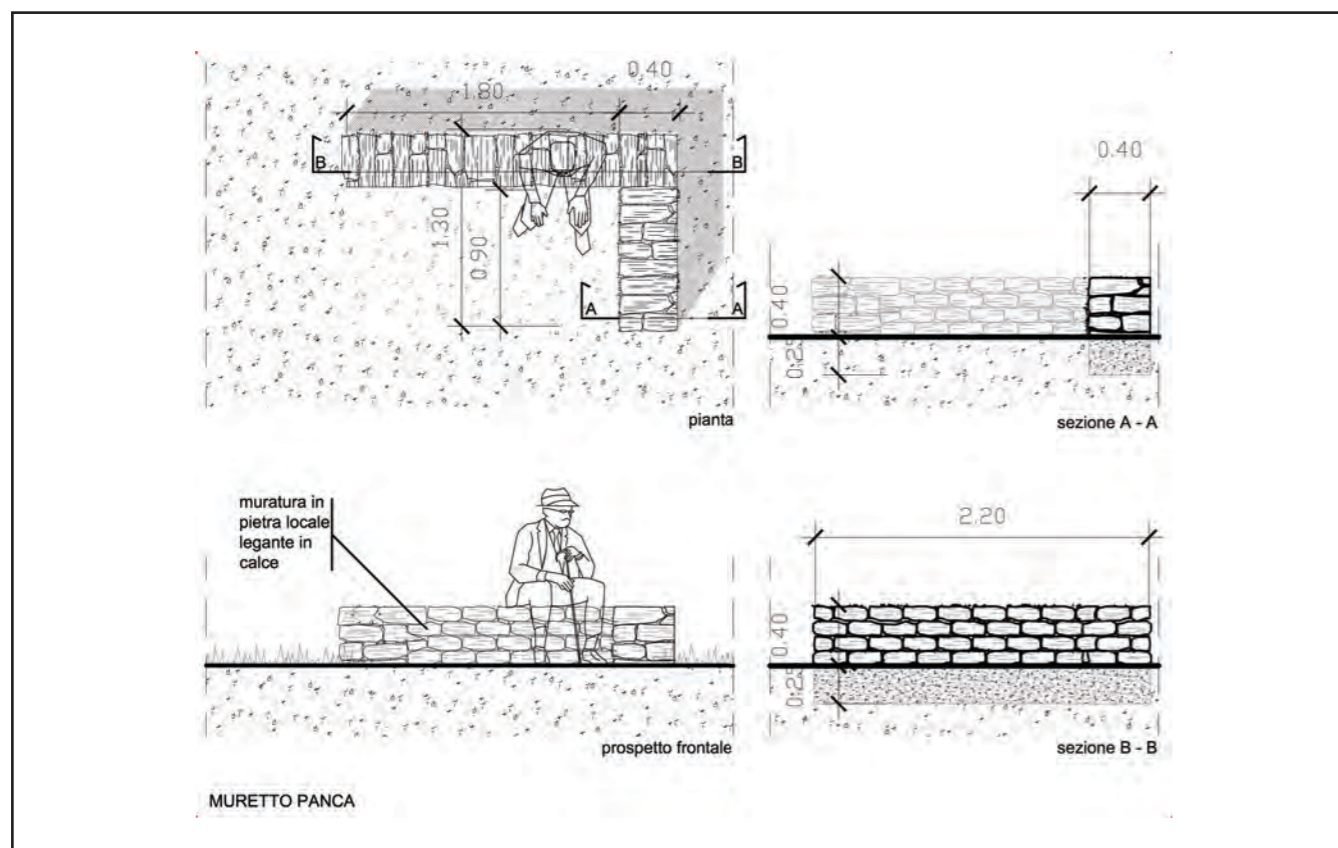 0.40
1.80
B
B
1.30
0.90
A
A
pianta
0.40
0.40
0.25
sezione A - A
muratura in
pietra locale
legante in
calce
prospetto frontale
2.20
0.40
0.25
sezione B - B
MURETTO PANCA